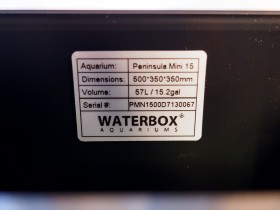 Aquarium: Peninsula Mini 15
Dimensions: 500*350*350mm
Volume: 57L / 15.2gal
Serial #: PMN1500D7130067
WATERBOX®
AQUARIUMS